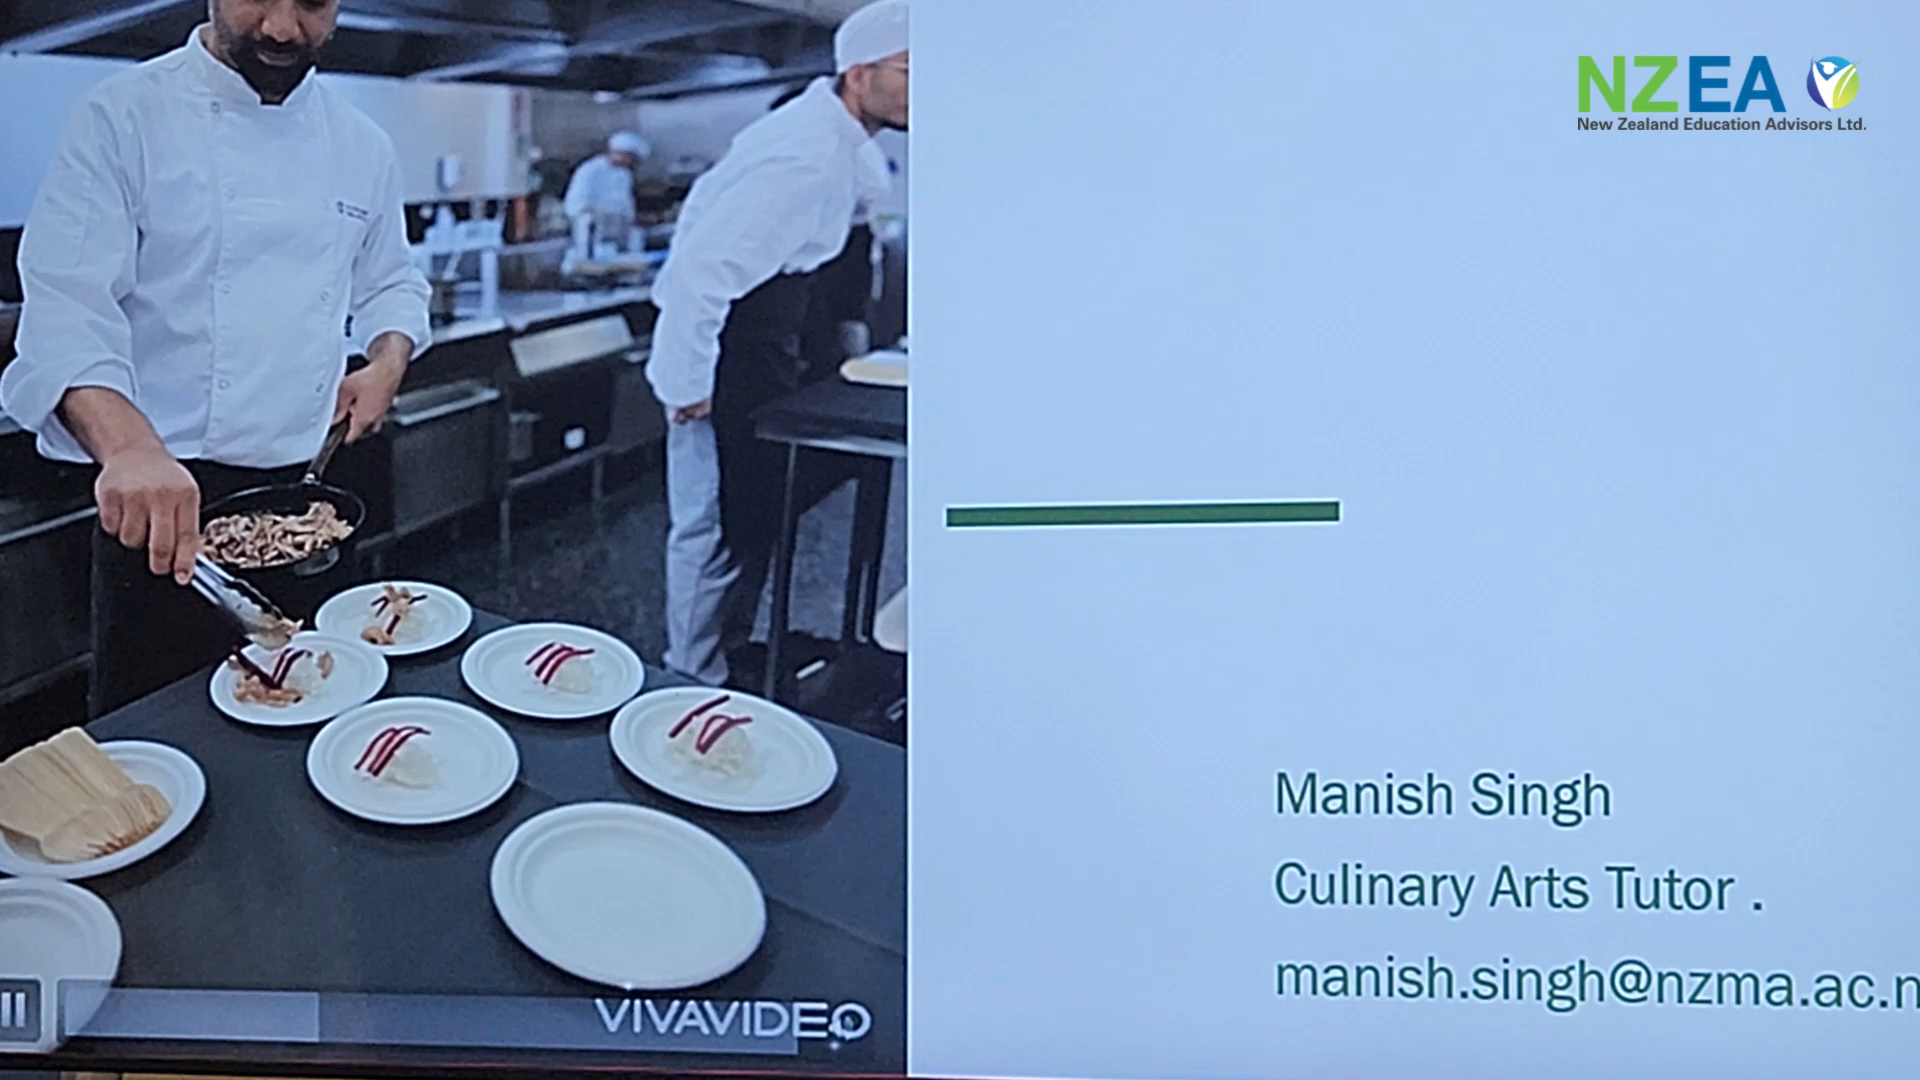 NZEA
New Zealand Education Advisors Ltd.
Manish Singh
Culinary Arts Tutor .
manish.singh@nzma.ac.n
VIVAVIDEO